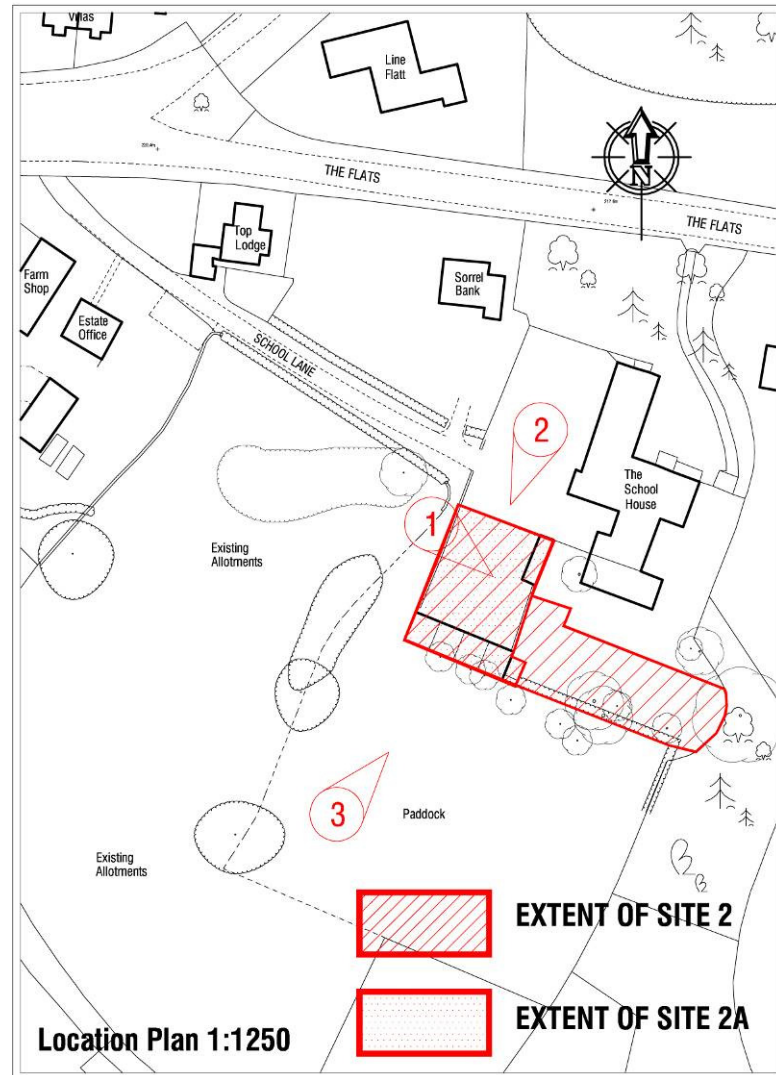 Villas
Line
Flatt
THE FLATS
N
THE FLATS
Top
Lodge
Sorrel
Bank
Farm
Shop
Estate
Office
SCHOOL LANE
2
The
School
House
1
Existing
Allotments
3
Paddock
Existing
Allotments
EXTENT OF SITE 2
EXTENT OF SITE 2A
Location Plan 1:1250